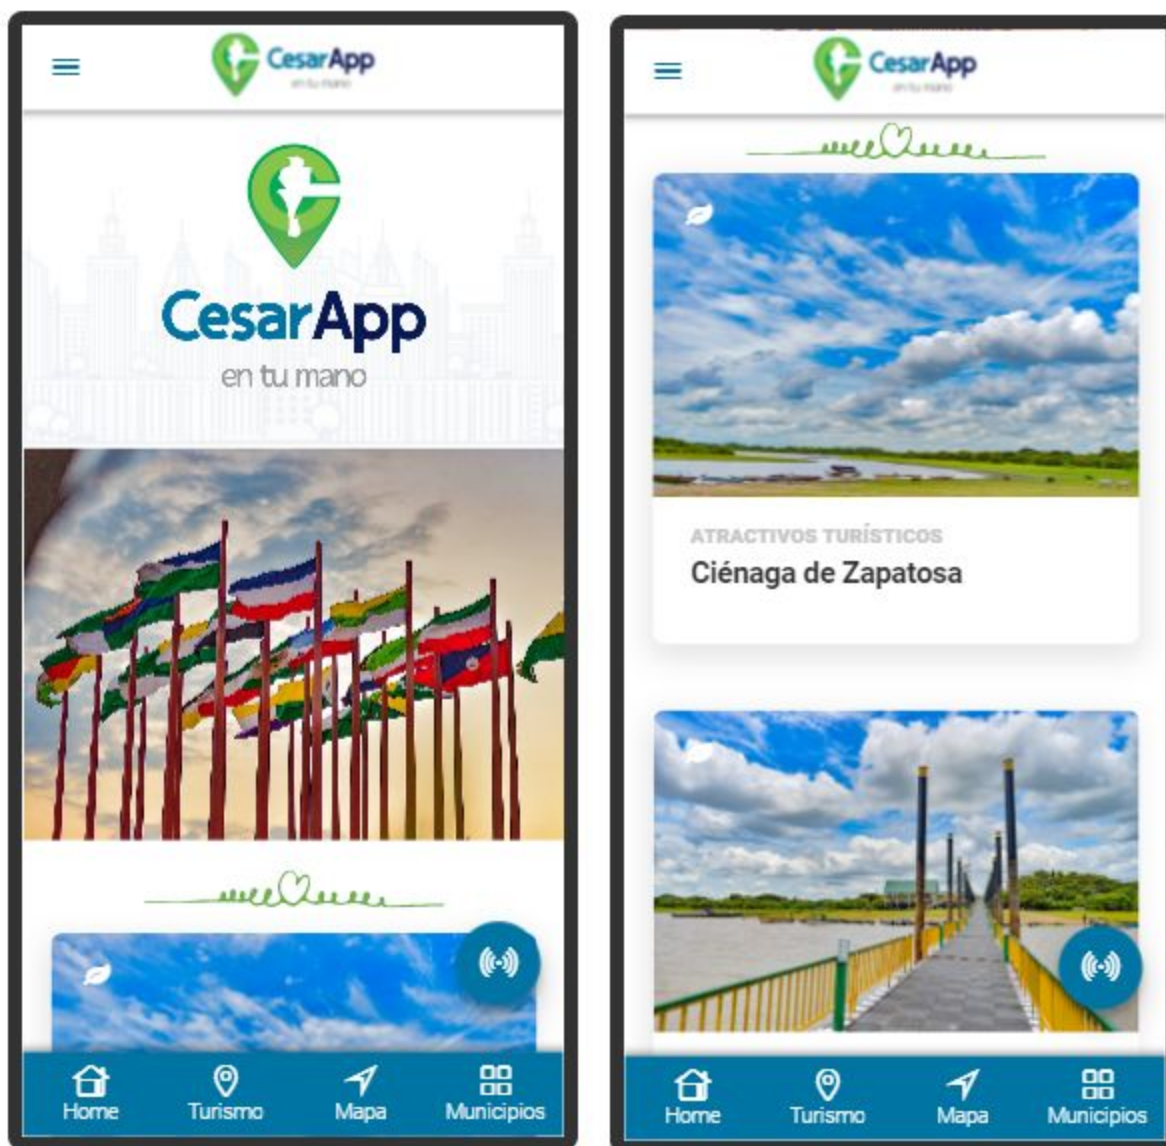 CesarApp
en tu mano
CesarApp
en tu mano
Home
Turismo
Mapa
Municipios
CesarApp
en tu mano
ATRACTIVOS TURÍSTICOS
Ciénaga de Zapatosa
Home
Turismo
Mapa
Municipios